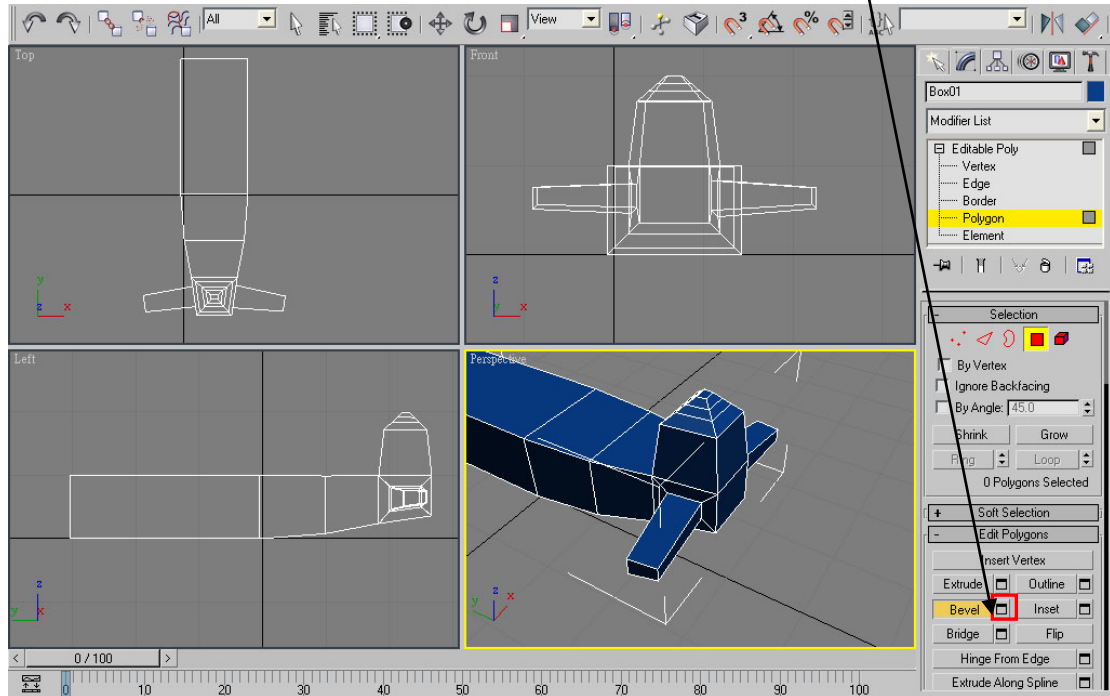 All
View
3
%
ABC
Top
Front
y
z
x
z
y
x
Left
Perspective
z
y
x
z
y
x
0 / 100
0
10
20
30
40
50
60
70
80
90
100
Box01
Modifier List
Editable Poly
Vertex
Edge
Border
Polygon
Element
- Selection
By Vertex
Ignore Backfacing
By Angle: 45.0
Shrink Grow
Ring Loop
0 Polygons Selected
+ Soft Selection
- Edit Polygons
Insert Vertex
Extrude Outline
Bevel Inset
Bridge Flip
Hinge From Edge
Extrude Along Spline